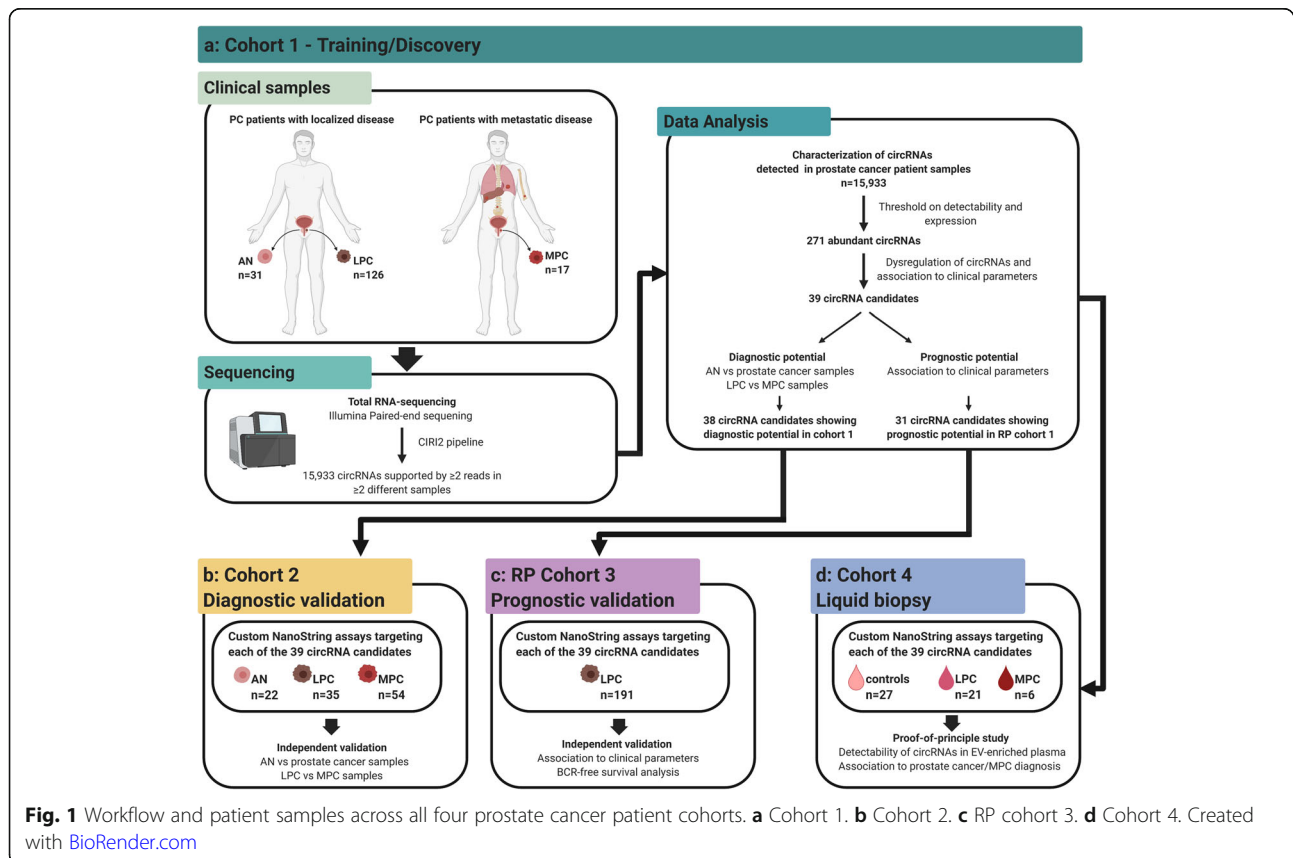 a: Cohort 1 - Training/Discovery
Clinical samples
PC patients with localized disease
PC patients with metastatic disease
AN
n=31
LPC
n=126
MPC
n=17
Sequencing
Total RNA-sequencing
Illumina Paired-end sequening
CIRI2 pipeline
15,933 circRNAs supported by ≥2 reads in
≥2 different samples
Data Analysis
Characterization of circRNAs
detected in prostate cancer patient samples
n=15,933
Threshold on detectability and
expression
271 abundant circRNAs
Dysregulation of circRNAs and
association to clinical parameters
39 circRNA candidates
Diagnostic potential
AN vs prostate cancer samples
LPC vs MPC samples
38 circRNA candidates showing
diagnostic potential in cohort 1
Prognostic potential
Association to clinical parameters
31 circRNA candidates showing
prognostic potential in RP cohort 1
b: Cohort 2
Diagnostic validation
Custom NanoString assays targeting
each of the 39 circRNA candidates
AN
n=22
LPC
n=35
MPC
n=54
Independent validation
AN vs prostate cancer samples
LPC vs MPC samples
c: RP Cohort 3
Prognostic validation
Custom NanoString assays targeting
each of the 39 circRNA candidates
LPC
n=191
Independent validation
Association to clinical parameters
BCR-free survival analysis
d: Cohort 4
Liquid biopsy
Custom NanoString assays targeting
each of the 39 circRNA candidates
controls
n=27
LPC
n=21
MPC
n=6
Proof-of-principle study
Detectability of circRNAs in EV-enriched plasma
Association to prostate cancer/MPC diagnosis
Fig. 1 Workflow and patient samples across all four prostate cancer patient cohorts. a Cohort 1. b Cohort 2. c RP cohort 3. d Cohort 4. Created
with BioRender.com